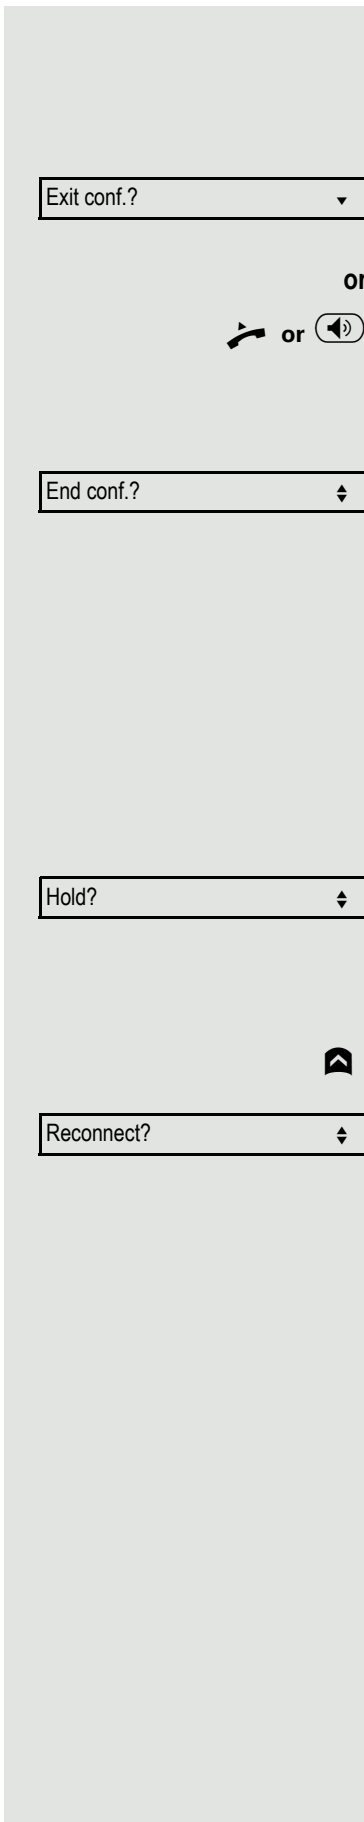 Exit conf.?
or
or
End conf.?
Hold?
Reconnect?